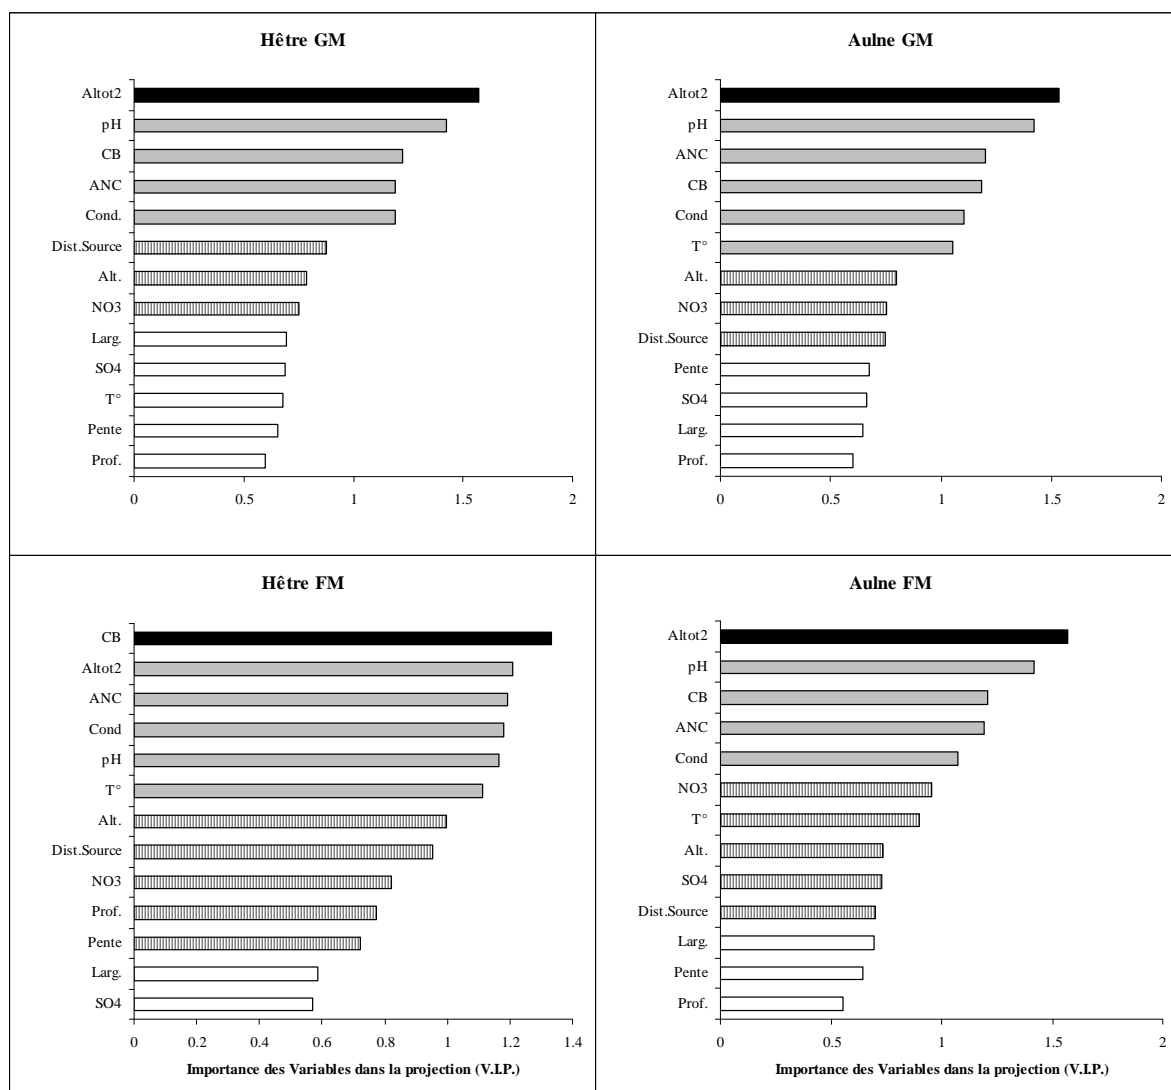 Hêtre GM
Altot2
pH
CB
ANC
Cond.
Dist.Source
Alt.
NO3
Larg.
SO4
T°
Pente
Prof.
0 0.5 1 1.5 2
Aulne GM
Altot2
pH
ANC
CB
Cond
T°
Alt.
NO3
Dist.Source
Pente
SO4
Larg.
Prof.
0 0.5 1 1.5 2
Hêtre FM
CB
Altot2
ANC
Cond
pH
T°
Alt.
Dist.Source
NO3
Prof.
Pente
Larg.
SO4
0 0.2 0.4 0.6 0.8 1 1.2 1.4
Importance des Variables dans la projection (V.I.P.)
Aulne FM
Altot2
pH
CB
ANC
Cond
NO3
T°
Alt.
SO4
Dist.Source
Larg.
Pente
Prof.
0 0.5 1 1.5 2
Importance des Variables dans la projection (V.I.P.)